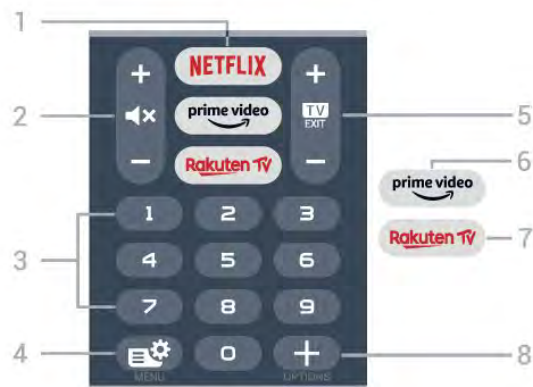 1
NETFLIX
+
+
2
prime video
TV
EXIT
5
6
-
Rakuten TV
-
prime video
1
2
3
Rakuten TV
7
3
4
5
6
7
8
9
4
0
+
8
MENU
OPTIONS